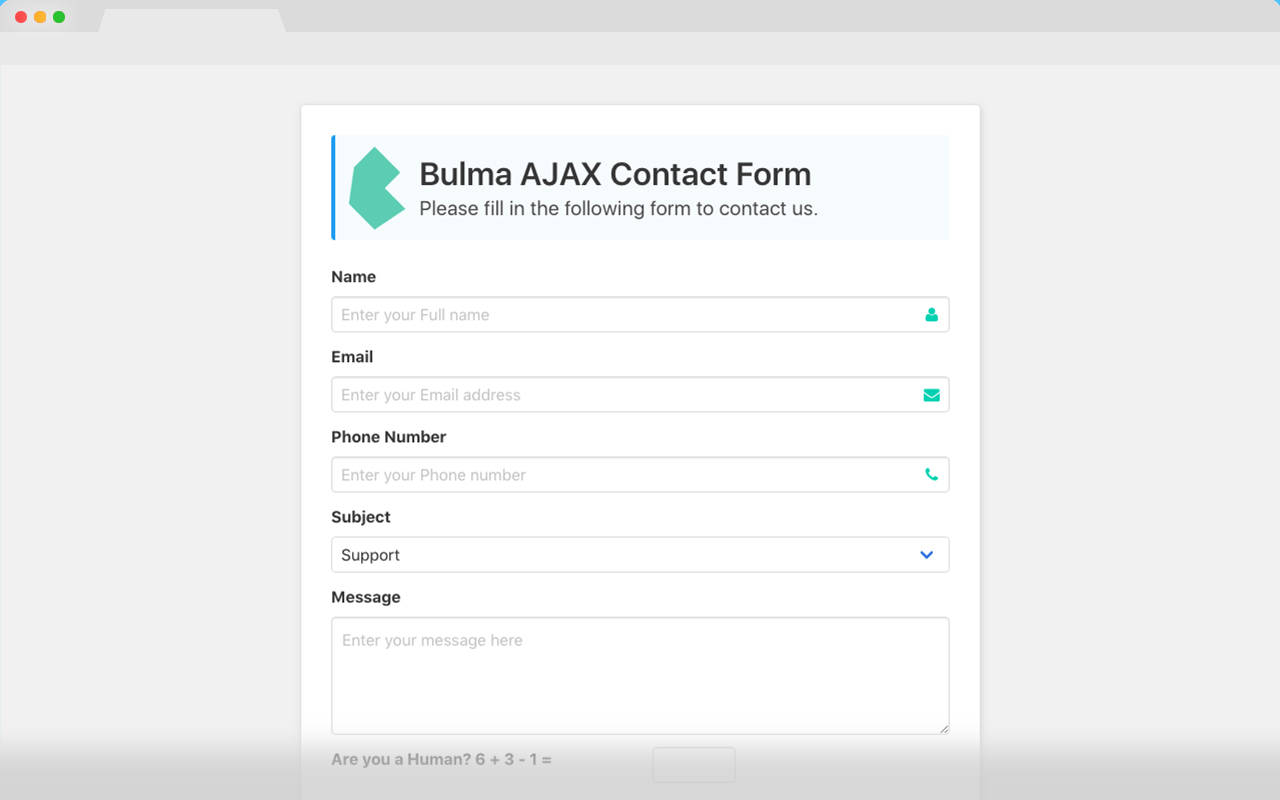 Bulma AJAX Contact Form
Please fill in the following form to contact us.
Name
Enter your Full name
Email
Enter your Email address
Phone Number
Enter your Phone number
Subject
Support
Message
Enter your message here
Are you a Human? 6 + 3 - 1 =